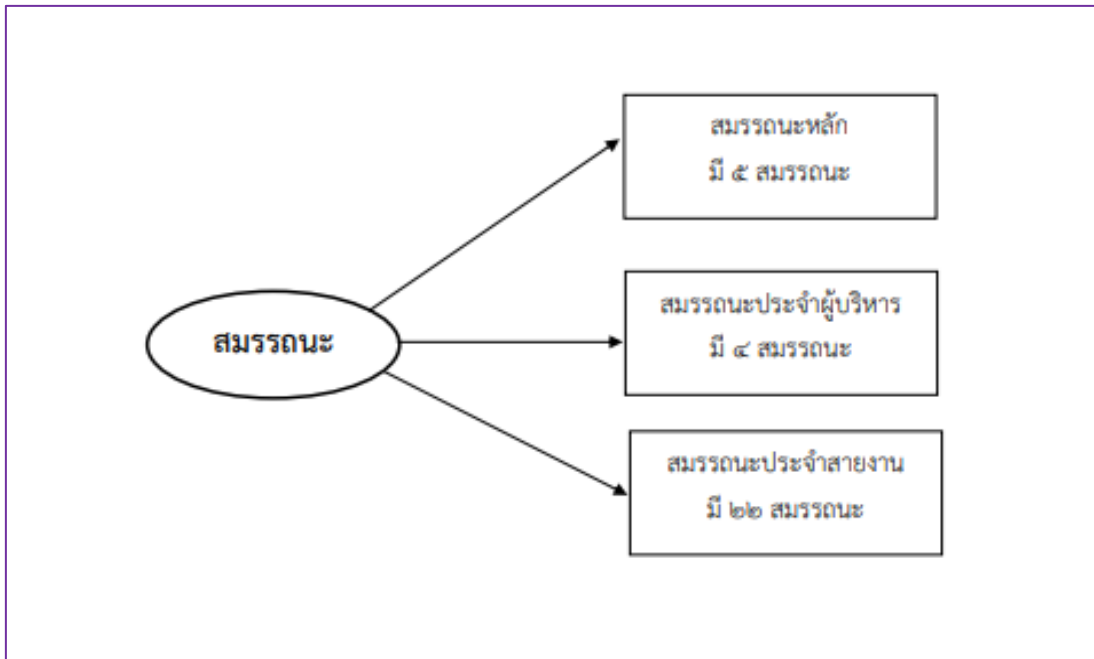 สมรรถนะหลัก
มี ๕ สมรรถนะ
สมรรถนะ
สมรรถนะประจำผู้บริหาร
มี ๔ สมรรถนะ
สมรรถนะประจำสายงาน
มี ๒๒ สมรรถนะ